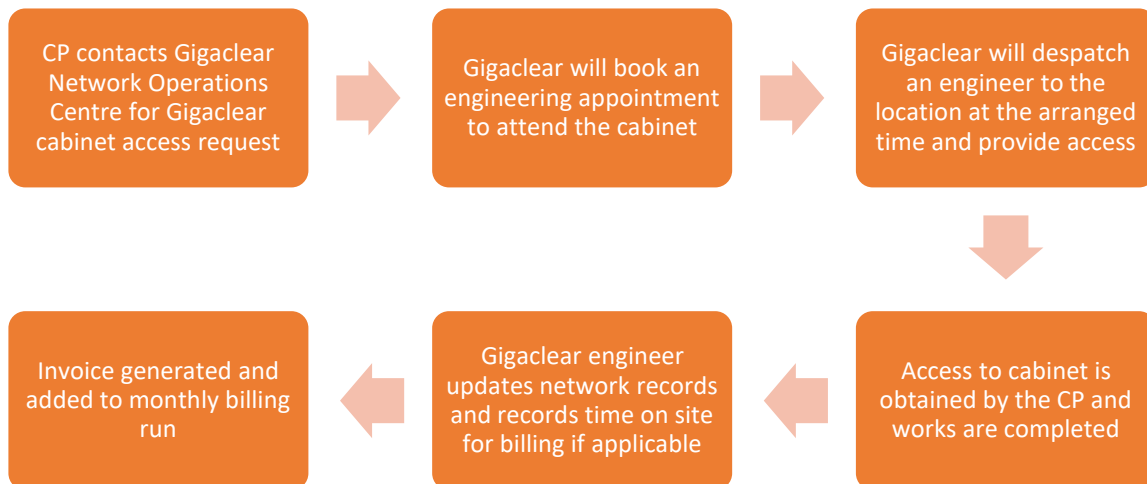 CP contacts Gigaclear
Network Operations
Centre for Gigaclear
cabinet access request
Gigaclear will book an
engineering appointment
to attend the cabinet
Gigaclear will despatch
an engineer to the
location at the arranged
time and provide access
Access to cabinet is
obtained by the CP and
works are completed
Gigaclear engineer
updates network records
and records time on site
for billing if applicable
Invoice generated and
added to monthly billing
run